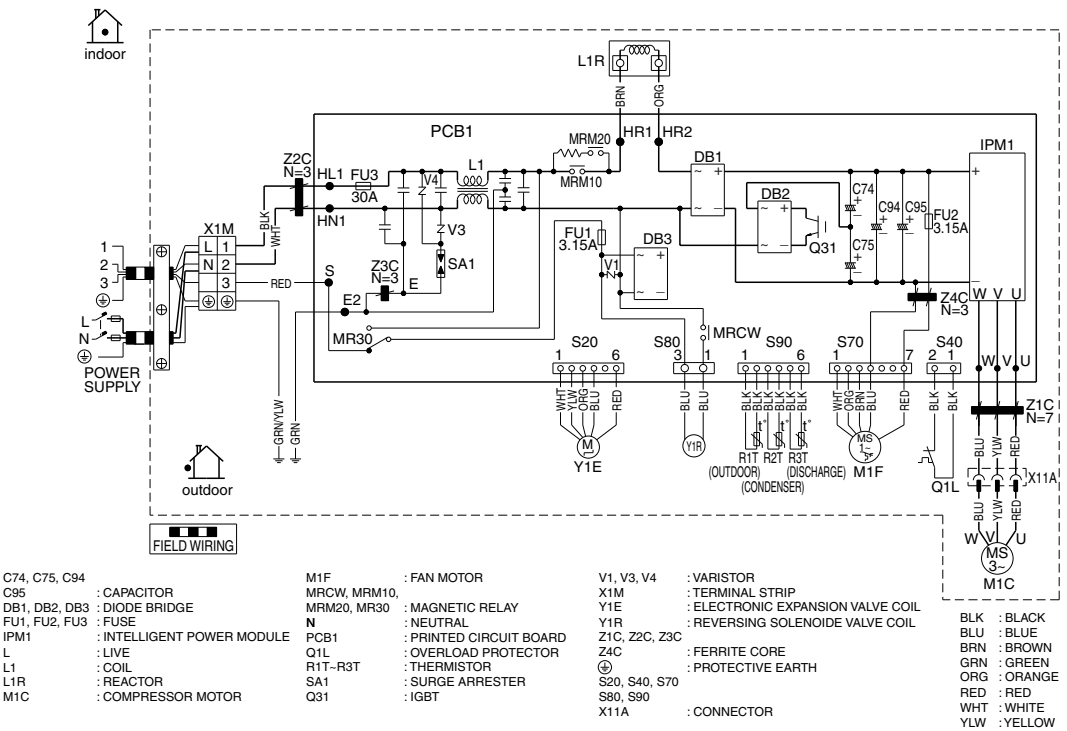 indoor
L1R
BRN
ORG
PCB1
MRM20
HR1
HR2
MRM10
DB1
IPM1
Z2C
N=3
HL1
FU3
30A
V4
L1
HN1
DB2
C74
C94
C95
FU2
3.15A
C75
Q31
BLK
WHT
X1M
L 1
N 2
3
V3
SA1
Z3C
N=3
E
FU1
3.15A
DB3
V1
1
2
3
RED
S
E2
Z4C
N=3
W V U
L
N
POWER
SUPPLY
MR30
MRCW
S20
1 6
S80
3 1
S90
1 6
S70
1 7
S40
2 1
W V U
GRN/YLW
GRN
WHT
YLW
ORG
BLU
RED
BLU
BLU
BLK
BLK
BLK
BLK
BLK
BLK
WHT
ORG
BRN
BLU
RED
BLK
BLK
Z1C
N=7
M
Y1E
Y1R
t°
t°
t°
R1T
R2T
R3T
(OUTDOOR)
(DISCHARGE)
(CONDENSER)
MS
1~
M1F
Q1L
BLU
YLW
RED
X11A
BLU
YLW
RED
W V U
MS
3~
M1C
outdoor
FIELD WIRING
C74, C75, C94
C95 : CAPACITOR
DB1, DB2, DB3 : DIODE BRIDGE
FU1, FU2, FU3 : FUSE
IPM1 : INTELLIGENT POWER MODULE
L : LIVE
L1 : COIL
L1R : REACTOR
M1C : COMPRESSOR MOTOR
M1F : FAN MOTOR
MRCW, MRM10,
MRM20, MR30 : MAGNETIC RELAY
N : NEUTRAL
PCB1 : PRINTED CIRCUIT BOARD
Q1L : OVERLOAD PROTECTOR
R1T~R3T : THERMISTOR
SA1 : SURGE ARRESTER
Q31 : IGBT
V1, V3, V4 : VARISTOR
X1M : TERMINAL STRIP
Y1E : ELECTRONIC EXPANSION VALVE COIL
Y1R : REVERSING SOLENOIDE VALVE COIL
Z1C, Z2C, Z3C
Z4C : FERRITE CORE
: PROTECTIVE EARTH
S20, S40, S70
S80, S90
X11A : CONNECTOR
BLK : BLACK
BLU : BLUE
BRN : BROWN
GRN : GREEN
ORG : ORANGE
RED : RED
WHT : WHITE
YLW : YELLOW